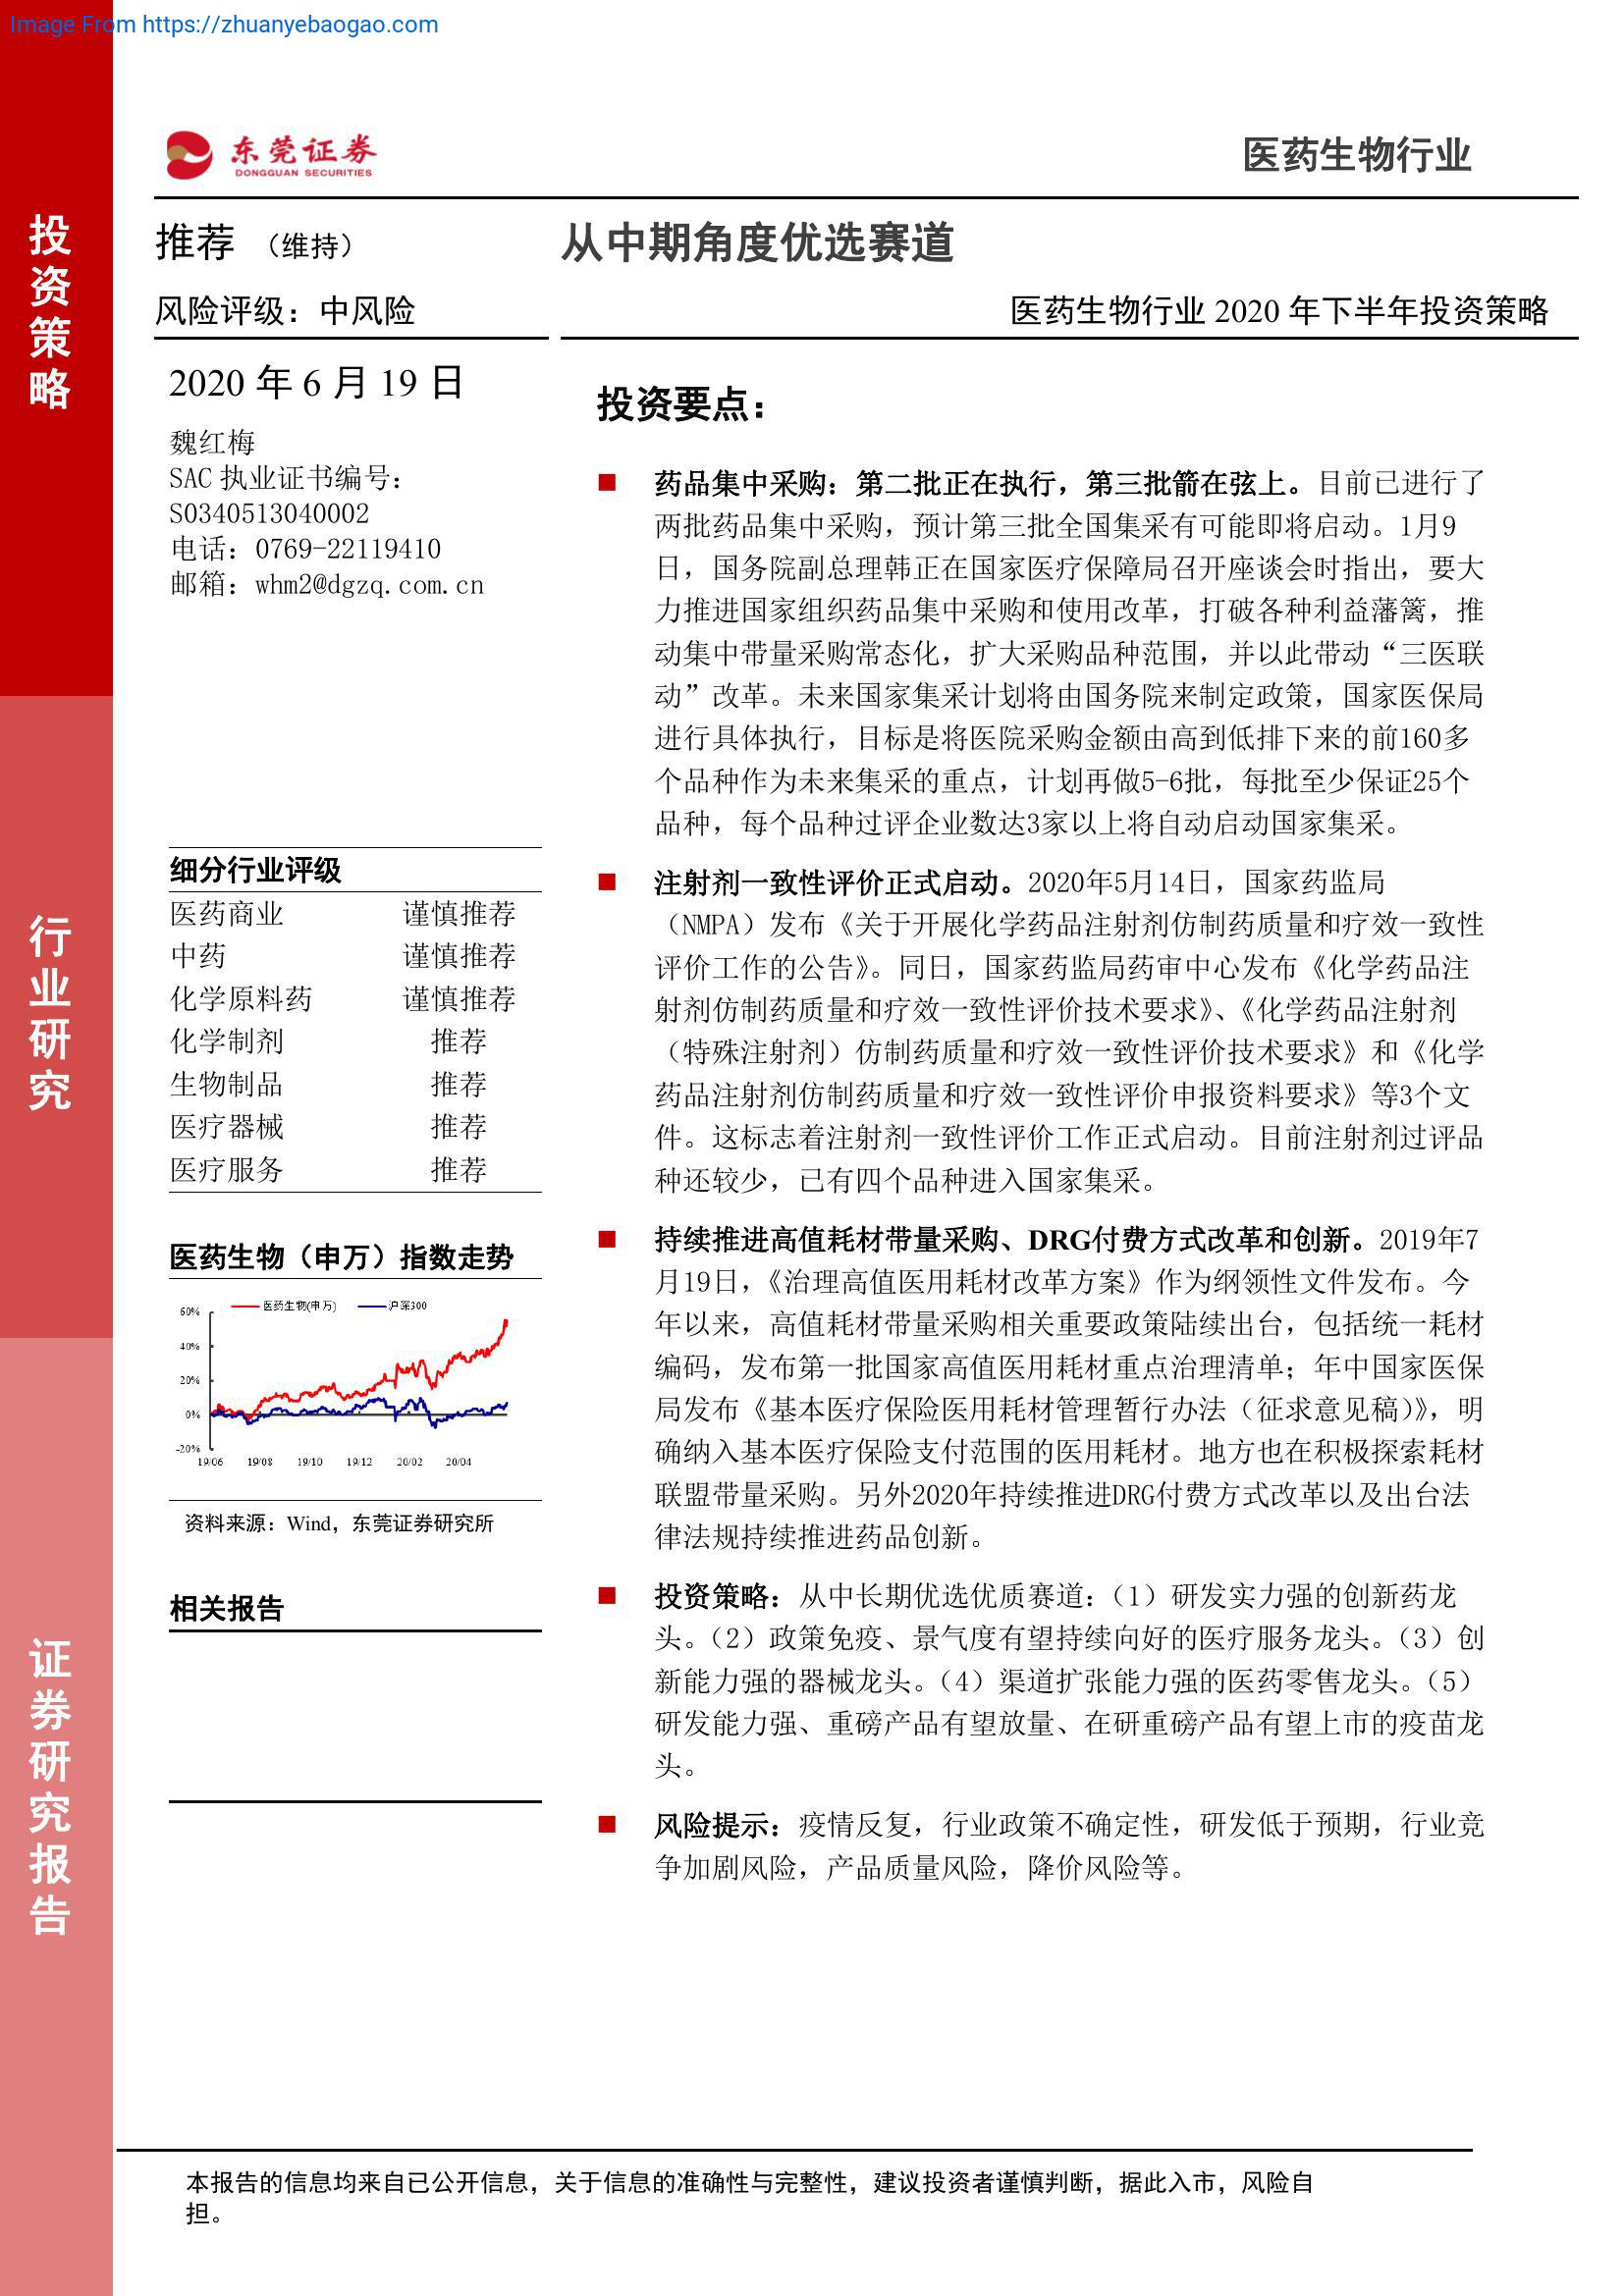 Image From https://zhuanyebaogao.com
投资策略
行业研究
证券研究报告
东莞证券
DONGGUAN SECURITIES
医药生物行业
推荐 （维持）
从中期角度优选赛道
风险评级：中风险
医药生物行业 2020 年下半年投资策略
2020 年 6 月 19 日
魏红梅
SAC 执业证书编号：
S0340513040002
电话：0769-22119410
邮箱：whm2@dgzq.com.cn
细分行业评级
医药商业 谨慎推荐
中药 谨慎推荐
化学原料药 谨慎推荐
化学制剂 推荐
生物制品 推荐
医疗器械 推荐
医疗服务 推荐
医药生物（申万）指数走势
医药生物(申万) 沪深300
60%
40%
20%
0%
-20%
19/06 19/08 19/10 19/12 20/02 20/04
资料来源：Wind，东莞证券研究所
相关报告
投资要点：
■ 药品集中采购：第二批正在执行，第三批箭在弦上。目前已进行了
两批药品集中采购，预计第三批全国集采有可能即将启动。1月9
日，国务院副总理韩正在国家医疗保障局召开座谈会时指出，要大
力推进国家组织药品集中采购和使用改革，打破各种利益藩篱，推
动集中带量采购常态化，扩大采购品种范围，并以此带动“三医联
动”改革。未来国家集采计划将由国务院来制定政策，国家医保局
进行具体执行，目标是将医院采购金额由高到低排下来的前160多
个品种作为未来集采的重点，计划再做5-6批，每批至少保证25个
品种，每个品种过评企业数达3家以上将自动启动国家集采。
■ 注射剂一致性评价正式启动。2020年5月14日，国家药监局
（NMPA）发布《关于开展化学药品注射剂仿制药质量和疗效一致性
评价工作的公告》。同日，国家药监局药审中心发布《化学药品注
射剂仿制药质量和疗效一致性评价技术要求》、《化学药品注射剂
（特殊注射剂）仿制药质量和疗效一致性评价技术要求》和《化学
药品注射剂仿制药质量和疗效一致性评价申报资料要求》等3个文
件。这标志着注射剂一致性评价工作正式启动。目前注射剂过评品
种还较少，已有四个品种进入国家集采。
■ 持续推进高值耗材带量采购、DRG付费方式改革和创新。2019年7
月19日，《治理高值医用耗材改革方案》作为纲领性文件发布。今
年以来，高值耗材带量采购相关重要政策陆续出台，包括统一耗材
编码，发布第一批国家高值医用耗材重点治理清单；年中国家医保
局发布《基本医疗保险医用耗材管理暂行办法（征求意见稿）》，明
确纳入基本医疗保险支付范围的医用耗材。地方也在积极探索耗材
联盟带量采购。另外2020年持续推进DRG付费方式改革以及出台法
律法规持续推进药品创新。
■ 投资策略：从中长期优选优质赛道：（1）研发实力强的创新药龙
头。（2）政策免疫、景气度有望持续向好的医疗服务龙头。（3）创
新能力强的器械龙头。（4）渠道扩张能力强的医药零售龙头。（5）
研发能力强、重磅产品有望放量、在研重磅产品有望上市的疫苗龙
头。
■ 风险提示：疫情反复，行业政策不确定性，研发低于预期，行业竞
争加剧风险，产品质量风险，降价风险等。
本报告的信息均来自已公开信息，关于信息的准确性与完整性，建议投资者谨慎判断，据此入市，风险自
担。